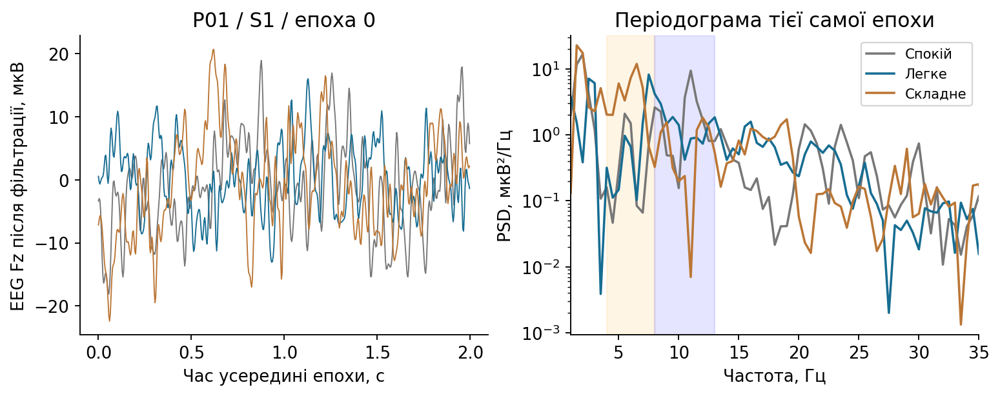 P01 / S1 / епоха 0
EEG Fz після фільтрації, мкВ
20
10
0
−10
−20
0.0
0.5
1.0
1.5
2.0
Час усередині епохи, с
Періодограма тієї самої епохи
PSD, мкВ²/Гц
10¹
10⁰
10⁻¹
10⁻²
10⁻³
Спокій
Легке
Складне
5
10
15
20
25
30
35
Частота, Гц